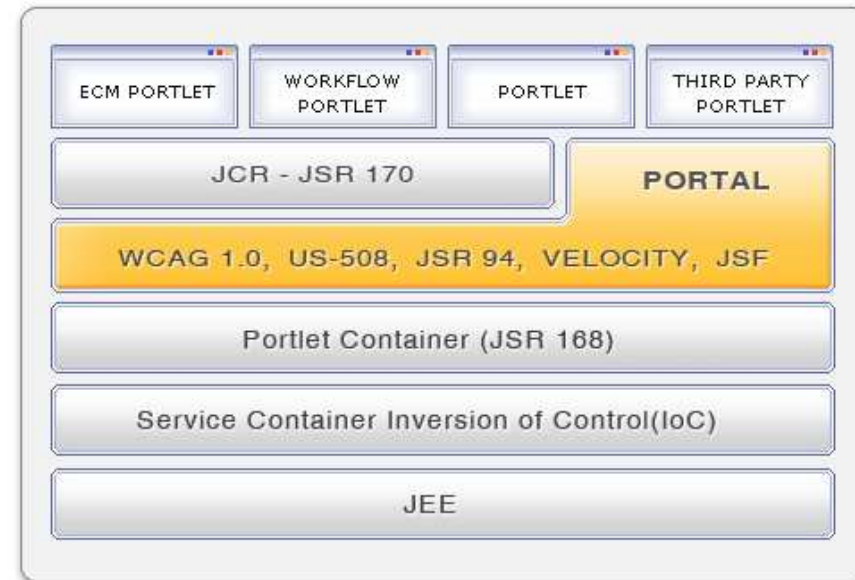 ECM PORTLET
WORKFLOW
PORTLET
PORTLET
THIRD PARTY
PORTLET
JCR - JSR 170
PORTAL
WCAG 1.0, US-508, JSR 94, VELOCITY, JSF
Portlet Container (JSR 168)
Service Container Inversion of Control(IoC)
JEE